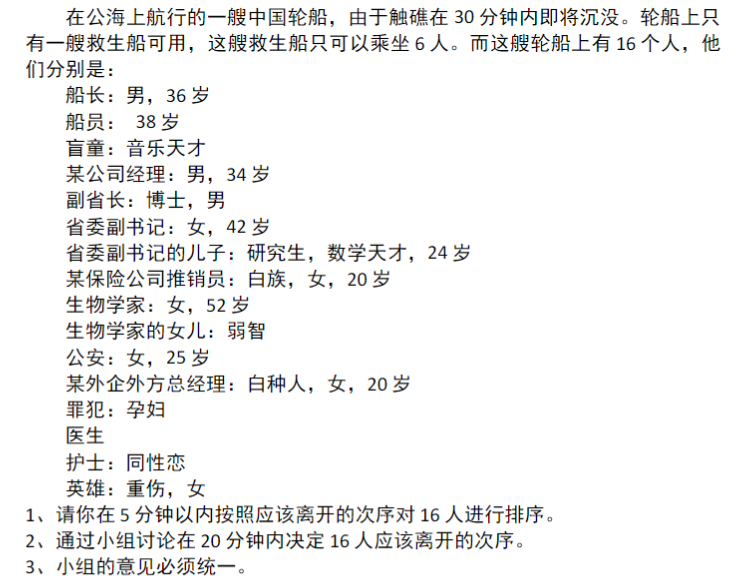 在公海上航行的一艘中国轮船，由于触礁在 30 分钟内即将沉没。轮船上只
有一艘救生船可用，这艘救生船只可以乘坐 6 人。而这艘轮船上有 16 个人，他
们分别是：
船长：男，36 岁
船员： 38 岁
盲童：音乐天才
某公司经理：男，34 岁
副省长：博士，男
省委副书记：女，42 岁
省委副书记的儿子：研究生，数学天才，24 岁
某保险公司推销员：白族，女，20 岁
生物学家：女，52 岁
生物学家的女儿：弱智
公安：女，25 岁
某外企外方总经理：白种人，女，20 岁
罪犯：孕妇
医生
护士：同性恋
英雄：重伤，女
1、请你在 5 分钟以内按照应该离开的次序对 16 人进行排序。
2、通过小组讨论在 20 分钟内决定 16 人应该离开的次序。
3、小组的意见必须统一。